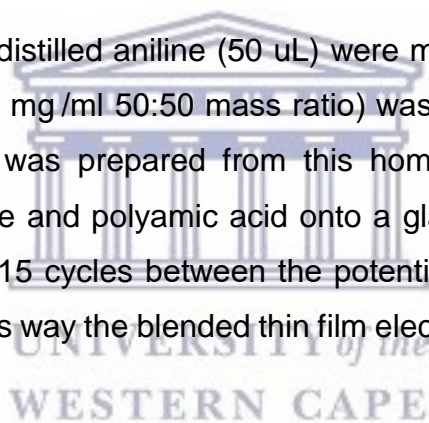 distilled aniline (50 uL) were m
mg/ml 50:50 mass ratio) was
was prepared from this hom
e and polyamic acid onto a gla
15 cycles between the potenti
s way the blended thin film elec
UNIVERSITY of the
WESTERN CAPE